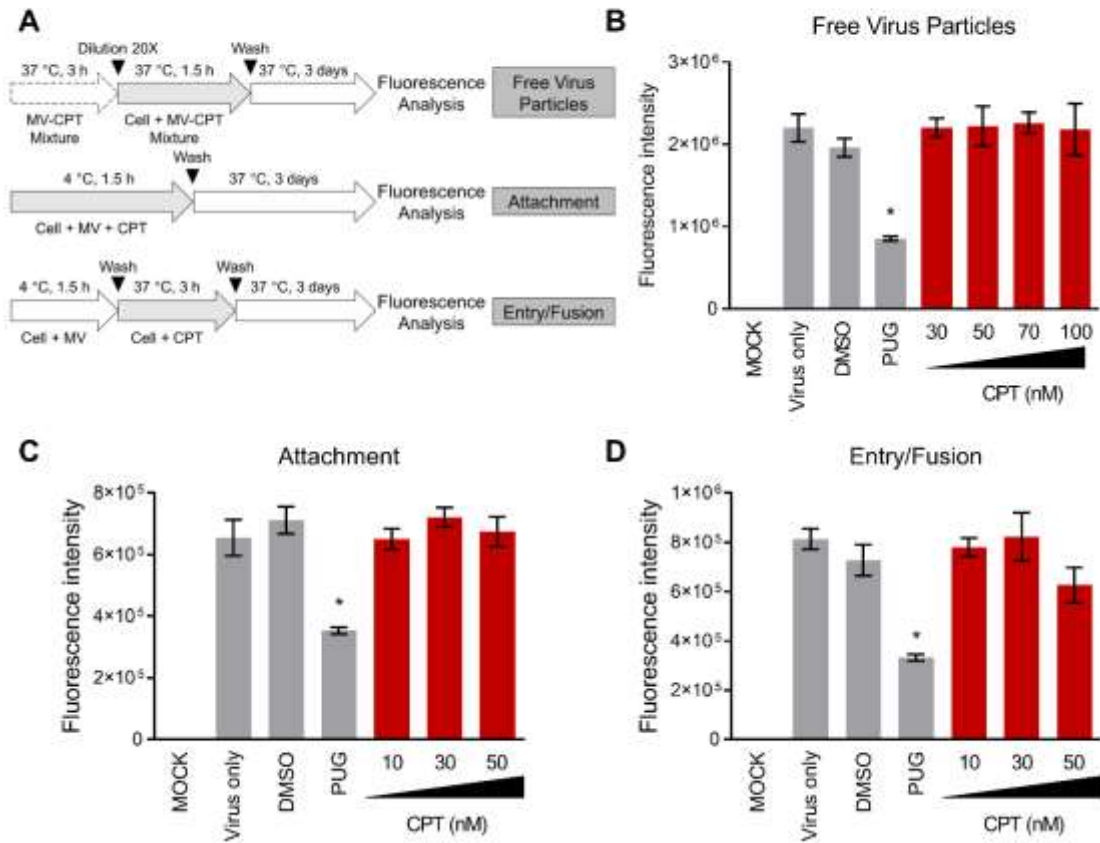 A
Dilution 20X
Wash
37 °C, 3 h
37 °C, 1.5 h
37 °C, 3 days
MV-CPT
Mixture
Cell + MV-CPT
Mixture
Fluorescence
Analysis
Free Virus
Particles
Wash
4 °C, 1.5 h
37 °C, 3 days
Cell + MV + CPT
Fluorescence
Analysis
Attachment
Wash
Wash
4 °C, 1.5 h
37 °C, 3 h
37 °C, 3 days
Cell + MV
Cell + CPT
Fluorescence
Analysis
Entry/Fusion
B
Free Virus Particles
Fluorescence intensity
3×10⁶
2×10⁶
1×10⁶
0
*
MOCK
Virus only
DMSO
PUG
30 50 70 100
CPT (nM)
C
Attachment
Fluorescence intensity
8×10⁵
6×10⁵
4×10⁵
2×10⁵
0
*
MOCK
Virus only
DMSO
PUG
10 30 50
CPT (nM)
D
Entry/Fusion
Fluorescence intensity
1×10⁶
8×10⁵
6×10⁵
4×10⁵
2×10⁵
0
*
MOCK
Virus only
DMSO
PUG
10 30 50
CPT (nM)